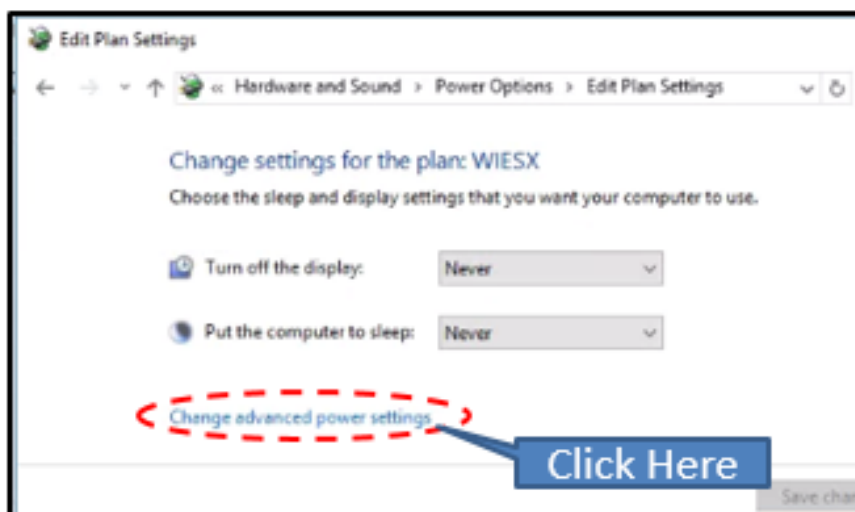 Edit Plan Settings
« Hardware and Sound > Power Options > Edit Plan Settings
Change settings for the plan: WIESX
Choose the sleep and display settings that you want your computer to use.
Turn off the display: Never
Put the computer to sleep: Never
Change advanced power settings
Click Here
Save chan